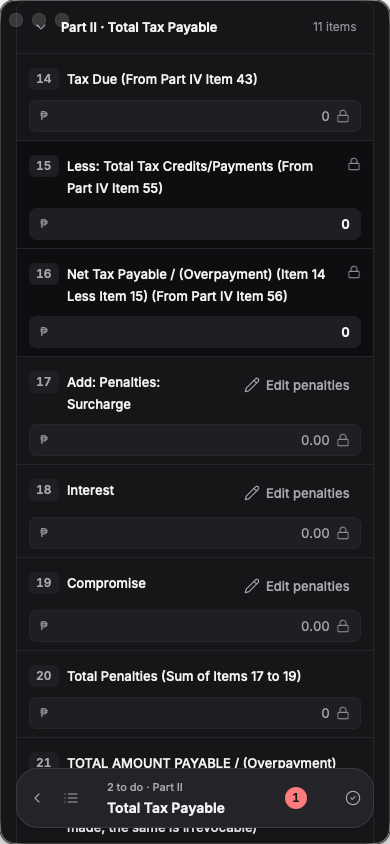 Part II · Total Tax Payable
11 items
14
Tax Due (From Part IV Item 43)
₱
0
15
Less: Total Tax Credits/Payments (From
Part IV Item 55)
₱
0
16
Net Tax Payable / (Overpayment) (Item 14
Less Item 15) (From Part IV Item 56)
₱
0
17
Add: Penalties:
Surcharge
Edit penalties
₱
0.00
18
Interest
Edit penalties
₱
0.00
19
Compromise
Edit penalties
₱
0.00
20
Total Penalties (Sum of Items 17 to 19)
₱
0
21
TOTAL AMOUNT PAYABLE / (Overpayment)
2 to do · Part II
Total Tax Payable
1
made, the same is irrevocable)